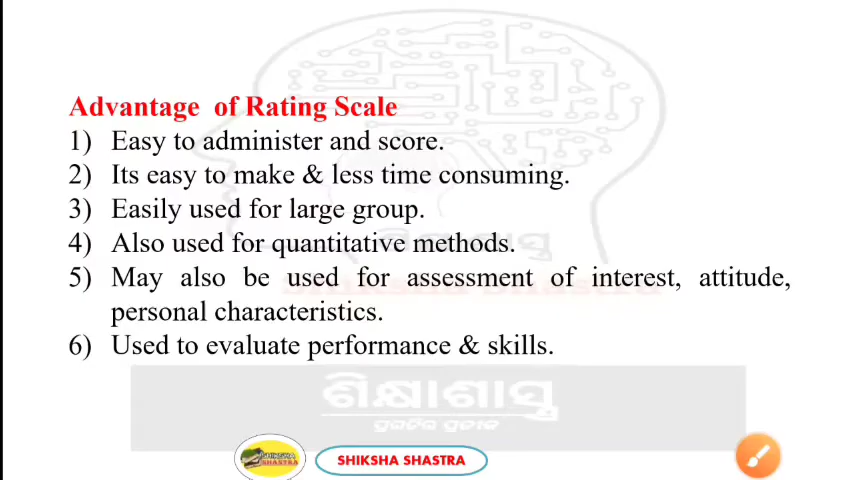 Advantage of Rating Scale
1) Easy to administer and score.
2) Its easy to make & less time consuming.
3) Easily used for large group.
4) Also used for quantitative methods.
5) May also be used for assessment of interest, attitude,
personal characteristics.
6) Used to evaluate performance & skills.
ଶିକ୍ଷାଶାସ୍ତ୍ର
SHIKSHA
SHASTRA
SHIKSHA SHASTRA